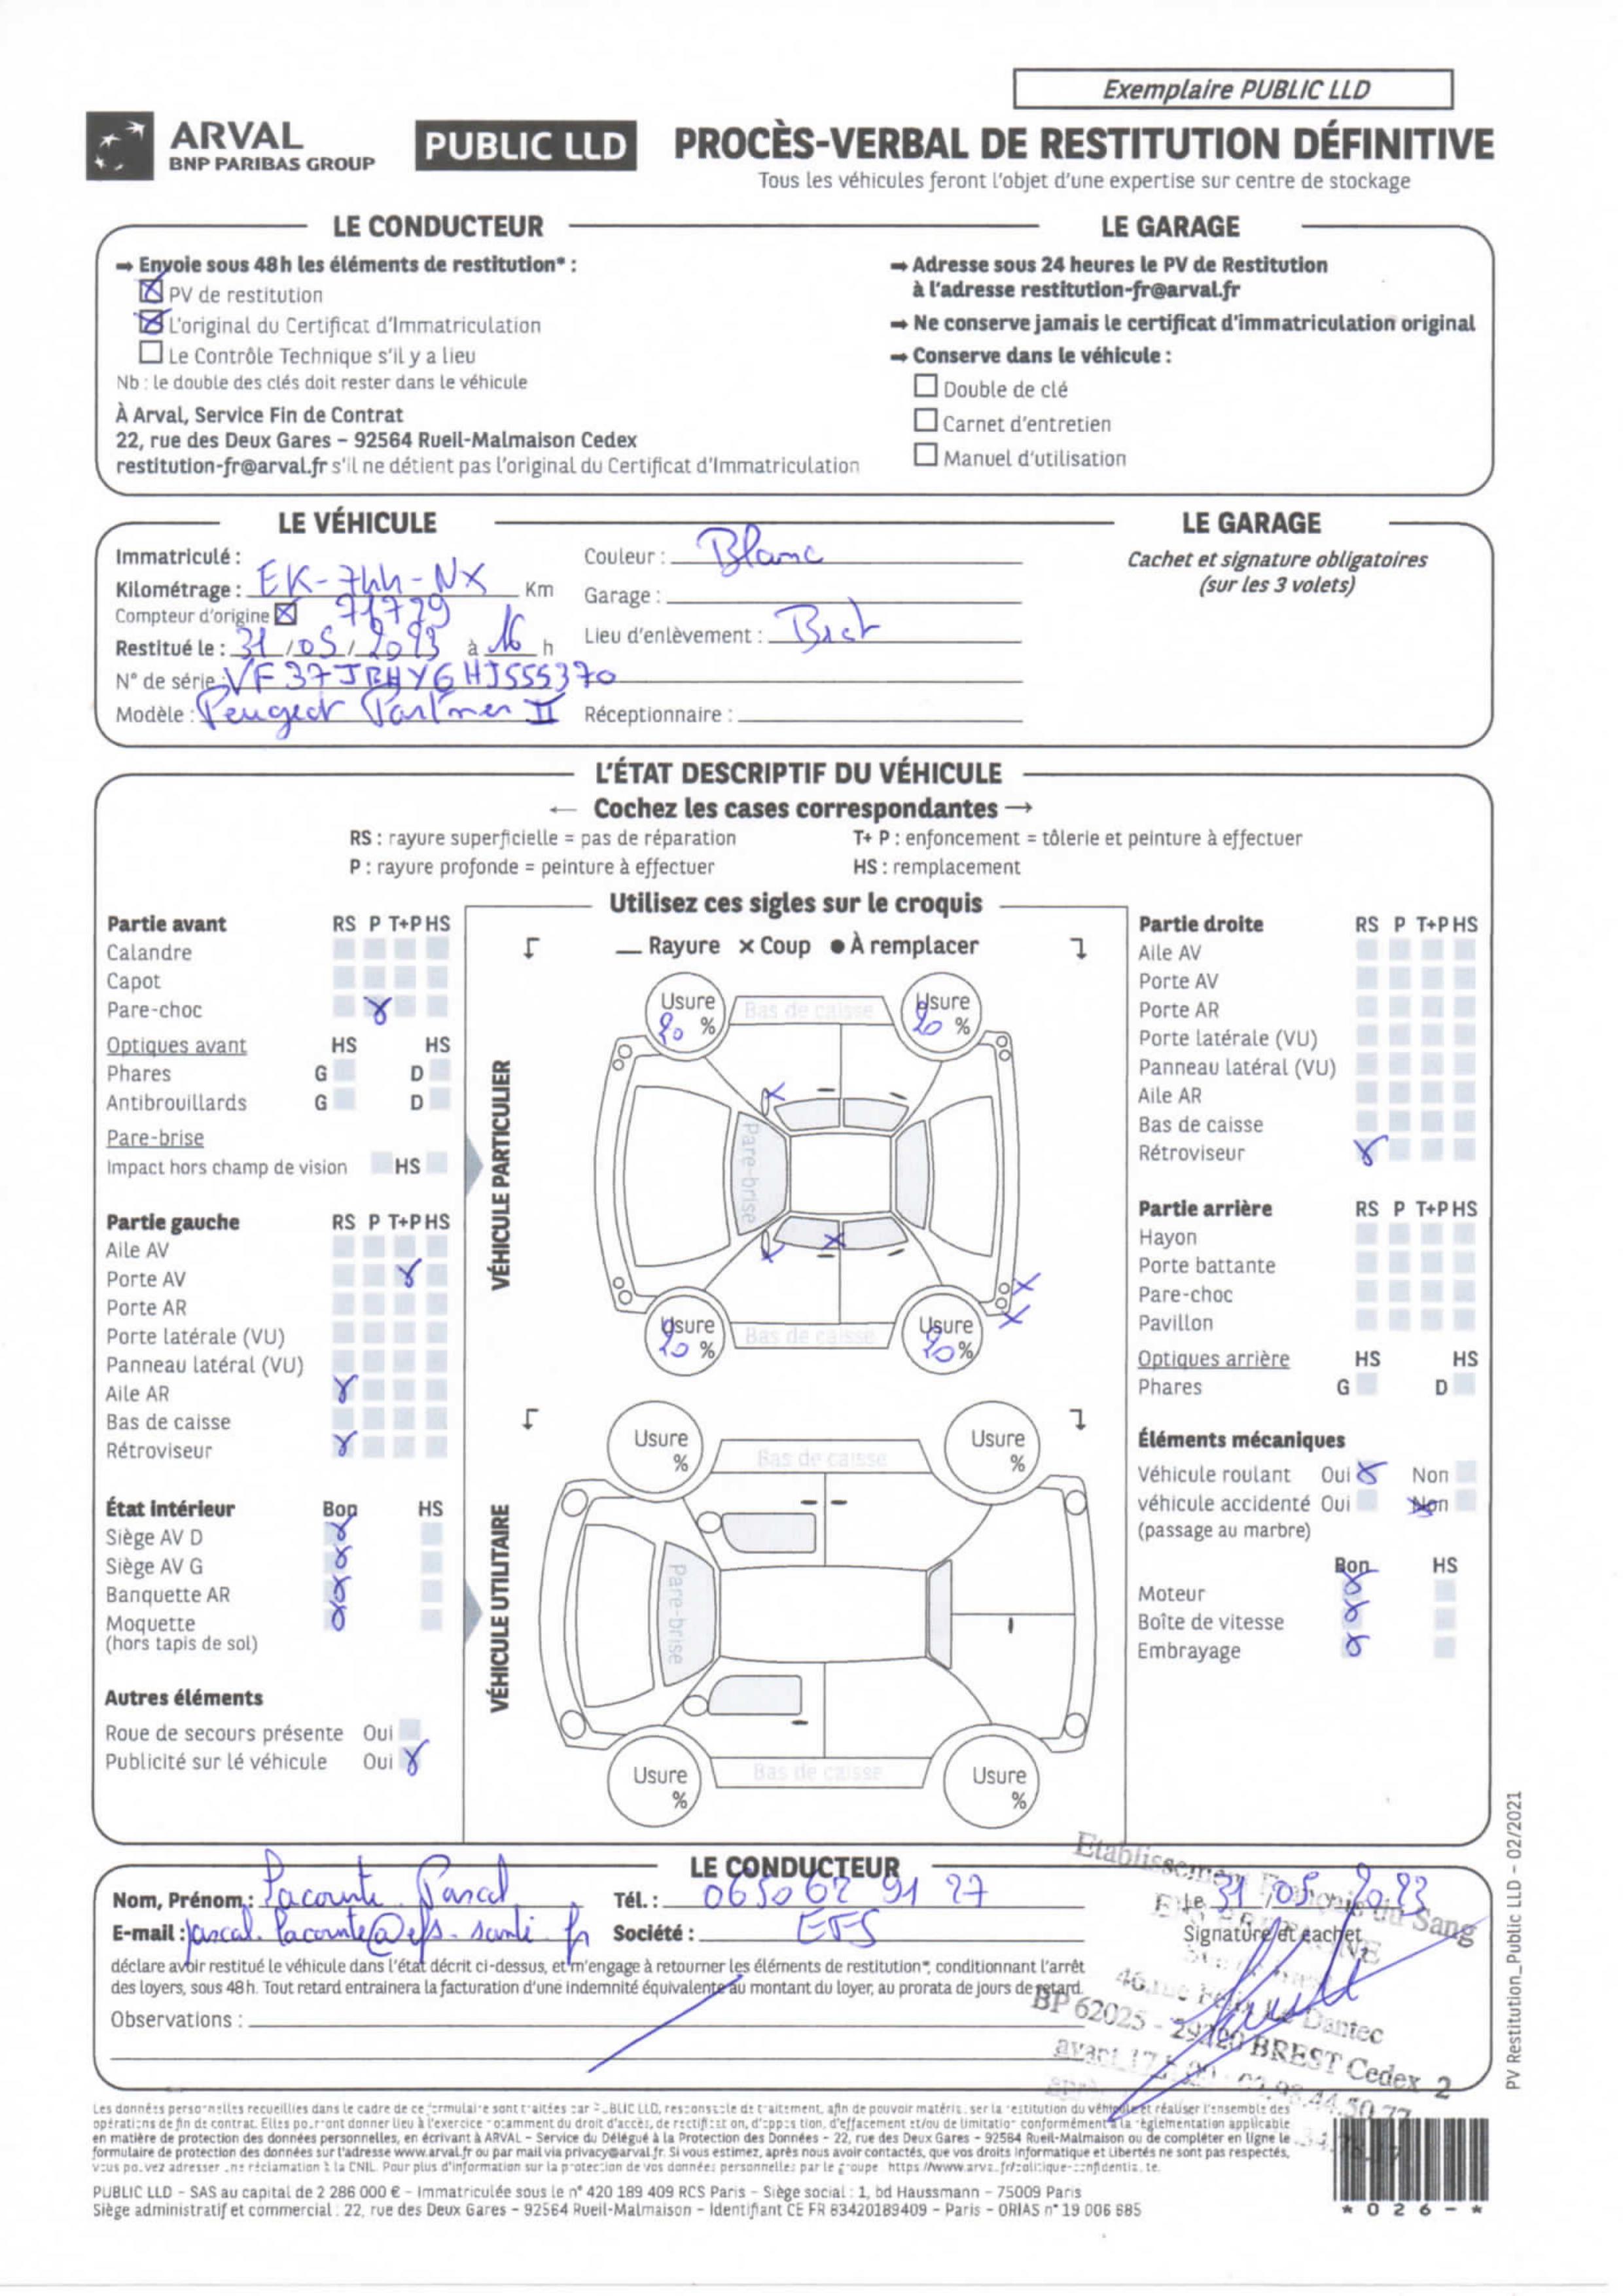 Exemplaire PUBLIC LLD
ARVAL
BNP PARIBAS GROUP
PUBLIC LLD
PROCÈS-VERBAL DE RESTITUTION DÉFINITIVE
Tous les véhicules feront l'objet d'une expertise sur centre de stockage
LE CONDUCTEUR
→ Envoie sous 48h les éléments de restitution* :
PV de restitution
L'original du Certificat d'Immatriculation
Le Contrôle Technique s'il y a lieu
Nb : le double des clés doit rester dans le véhicule
À Arval, Service Fin de Contrat
22, rue des Deux Gares – 92564 Rueil-Malmaison Cedex
restitution-fr@arval.fr s'il ne détient pas l'original du Certificat d'Immatriculation
LE GARAGE
→ Adresse sous 24 heures le PV de Restitution
à l'adresse restitution-fr@arval.fr
→ Ne conserve jamais le certificat d'immatriculation original
→ Conserve dans le véhicule :
Double de clé
Carnet d'entretien
Manuel d'utilisation
LE VÉHICULE
Immatriculé :
Kilométrage : EK-744-NX Km
Compteur d'origine 71779
Restitué le : 31/05/2023 à 16 h
N° de série : VF37JBHY6HJ555370
Modèle : Peugeot Partner II
Couleur : Blanc
Garage :
Lieu d'enlèvement : Brest
Réceptionnaire :
LE GARAGE
Cachet et signature obligatoires
(sur les 3 volets)
L'ÉTAT DESCRIPTIF DU VÉHICULE
← Cochez les cases correspondantes →
RS : rayure superficielle = pas de réparation
T+ P : enfoncement = tôlerie et peinture à effectuer
P : rayure profonde = peinture à effectuer
HS : remplacement
Partie avant RS P T+P HS
Calandre
Capot
Pare-choc
Optiques avant HS HS
Phares G D
Antibrouillards G D
Pare-brise
Impact hors champ de vision HS
Partie gauche RS P T+P HS
Aile AV
Porte AV
Porte AR
Porte latérale (VU)
Panneau latéral (VU)
Aile AR
Bas de caisse
Rétroviseur
État intérieur Bon HS
Siège AV D
Siège AV G
Banquette AR
Moquette
(hors tapis de sol)
Autres éléments
Roue de secours présente Oui
Publicité sur lé véhicule Oui
Utilisez ces sigles sur le croquis
Rayure × Coup ● À remplacer
VÉHICULE PARTICULIER
Usure 20 %
Bas de caisse
Usure 20 %
Pare-brise
Usure 20 %
Bas de caisse
Usure 20 %
VÉHICULE UTILITAIRE
Usure %
Bas de caisse
Usure %
Pare-brise
Usure %
Bas de caisse
Usure %
Partie droite RS P T+P HS
Aile AV
Porte AV
Porte AR
Porte latérale (VU)
Panneau latéral (VU)
Aile AR
Bas de caisse
Rétroviseur
Partie arrière RS P T+P HS
Hayon
Porte battante
Pare-choc
Pavillon
Optiques arrière HS HS
Phares G D
Éléments mécaniques
Véhicule roulant Oui Non
véhicule accidenté Oui Non
(passage au marbre)
Bon HS
Moteur
Boîte de vitesse
Embrayage
LE CONDUCTEUR
Nom, Prénom : Lacounte Pascal
Tél. : 0650629127
Le 31/05/2023
E-mail : pascal.lacounte@efs.sante.fr
Société : EFS
Signature et cachet
déclare avoir restitué le véhicule dans l'état décrit ci-dessus, et m'engage à retourner les éléments de restitution*, conditionnant l'arrêt
des loyers, sous 48h. Tout retard entrainera la facturation d'une indemnité équivalente au montant du loyer, au prorata de jours de retard.
Observations :
Etablissement Français du Sang
EFS BRETAGNE
46 rue Félix Le Dantec
BP 62025 - 29220 BREST Cedex 2
Les données personnelles recueillies dans le cadre de ce formulaire sont traitées par PUBLIC LLD, responsable de traitement, afin de pouvoir matérialiser la restitution du véhicule et réaliser l'ensemble des
opérations de fin de contrat. Elles pourront donner lieu à l'exercice notamment du droit d'accès, de rectification, d'opposition, d'effacement et/ou de limitation conformément à la réglementation applicable
en matière de protection des données personnelles, en écrivant à ARVAL – Service du Délégué à la Protection des Données – 22, rue des Deux Gares – 92564 Rueil-Malmaison ou de compléter en ligne le
formulaire de protection des données sur l'adresse www.arval.fr ou par mail via privacy@arval.fr. Si vous estimez, après nous avoir contactés, que vos droits Informatique et Libertés ne sont pas respectés,
vous pouvez adresser une réclamation à la CNIL. Pour plus d'information sur la protection de vos données personnelles par le groupe
PUBLIC LLD – SAS au capital de 2 286 000 € – Immatriculée sous le n° 420 189 409 RCS Paris – Siège social : 1, bd Haussmann – 75009 Paris
Siège administratif et commercial : 22, rue des Deux Gares – 92564 Rueil-Malmaison – Identifiant CE FR 83420189409 – Paris – ORIAS n° 19 006 685
*026-*
PV Restitution_Public LLD – 02/2021